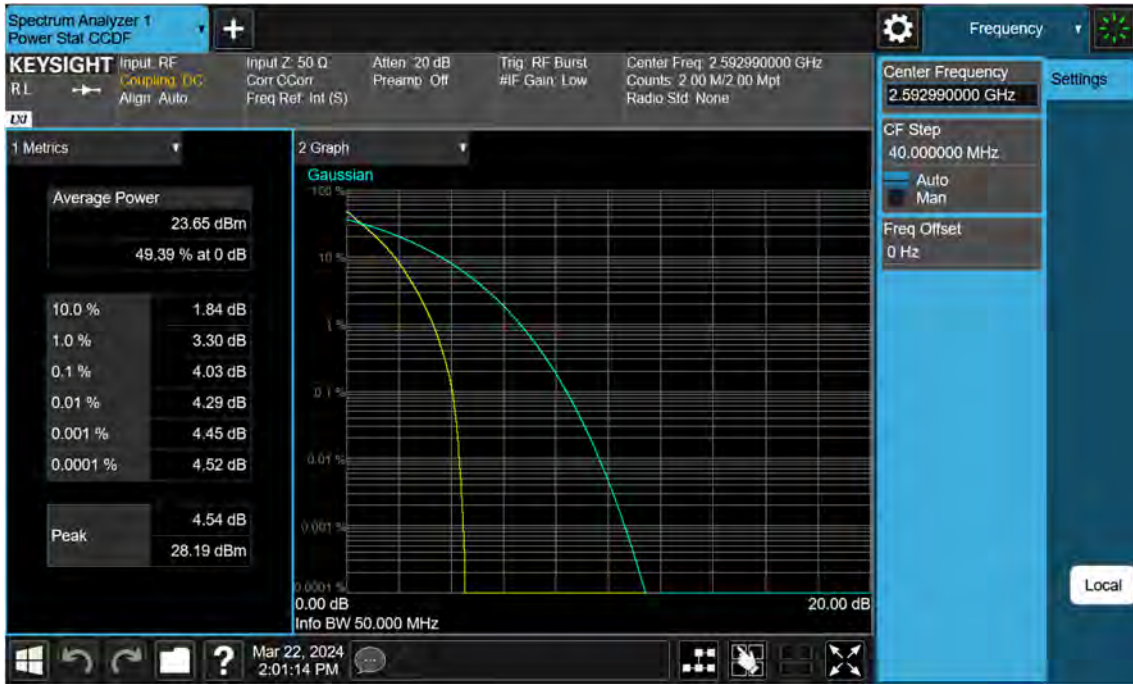 Spectrum Analyzer 1
Power Stat CCDF
Frequency
KEYSIGHT
RL
LXI
Input: RF
Coupling: DC
Align: Auto
Input Z: 50 Ω
Corr CCorr
Freq Ref: Int (S)
Atten: 20 dB
Preamp: Off
Trig: RF Burst
#IF Gain: Low
Center Freq: 2.592990000 GHz
Counts: 2.00 M/2.00 Mpt
Radio Std: None
Center Frequency
2.592990000 GHz
Settings
CF Step
40.000000 MHz
Auto
Man
Freq Offset
0 Hz
1 Metrics
Average Power
23.65 dBm
49.39 % at 0 dB
10.0 % 1.84 dB
1.0 % 3.30 dB
0.1 % 4.03 dB
0.01 % 4.29 dB
0.001 % 4.45 dB
0.0001 % 4.52 dB
Peak 4.54 dB
28.19 dBm
2 Graph
Gaussian
100 %
10 %
1 %
0.1 %
0.01 %
0.001 %
0.0001 %
0.00 dB 20.00 dB
Info BW 50.000 MHz
Local
Mar 22, 2024
2:01:14 PM